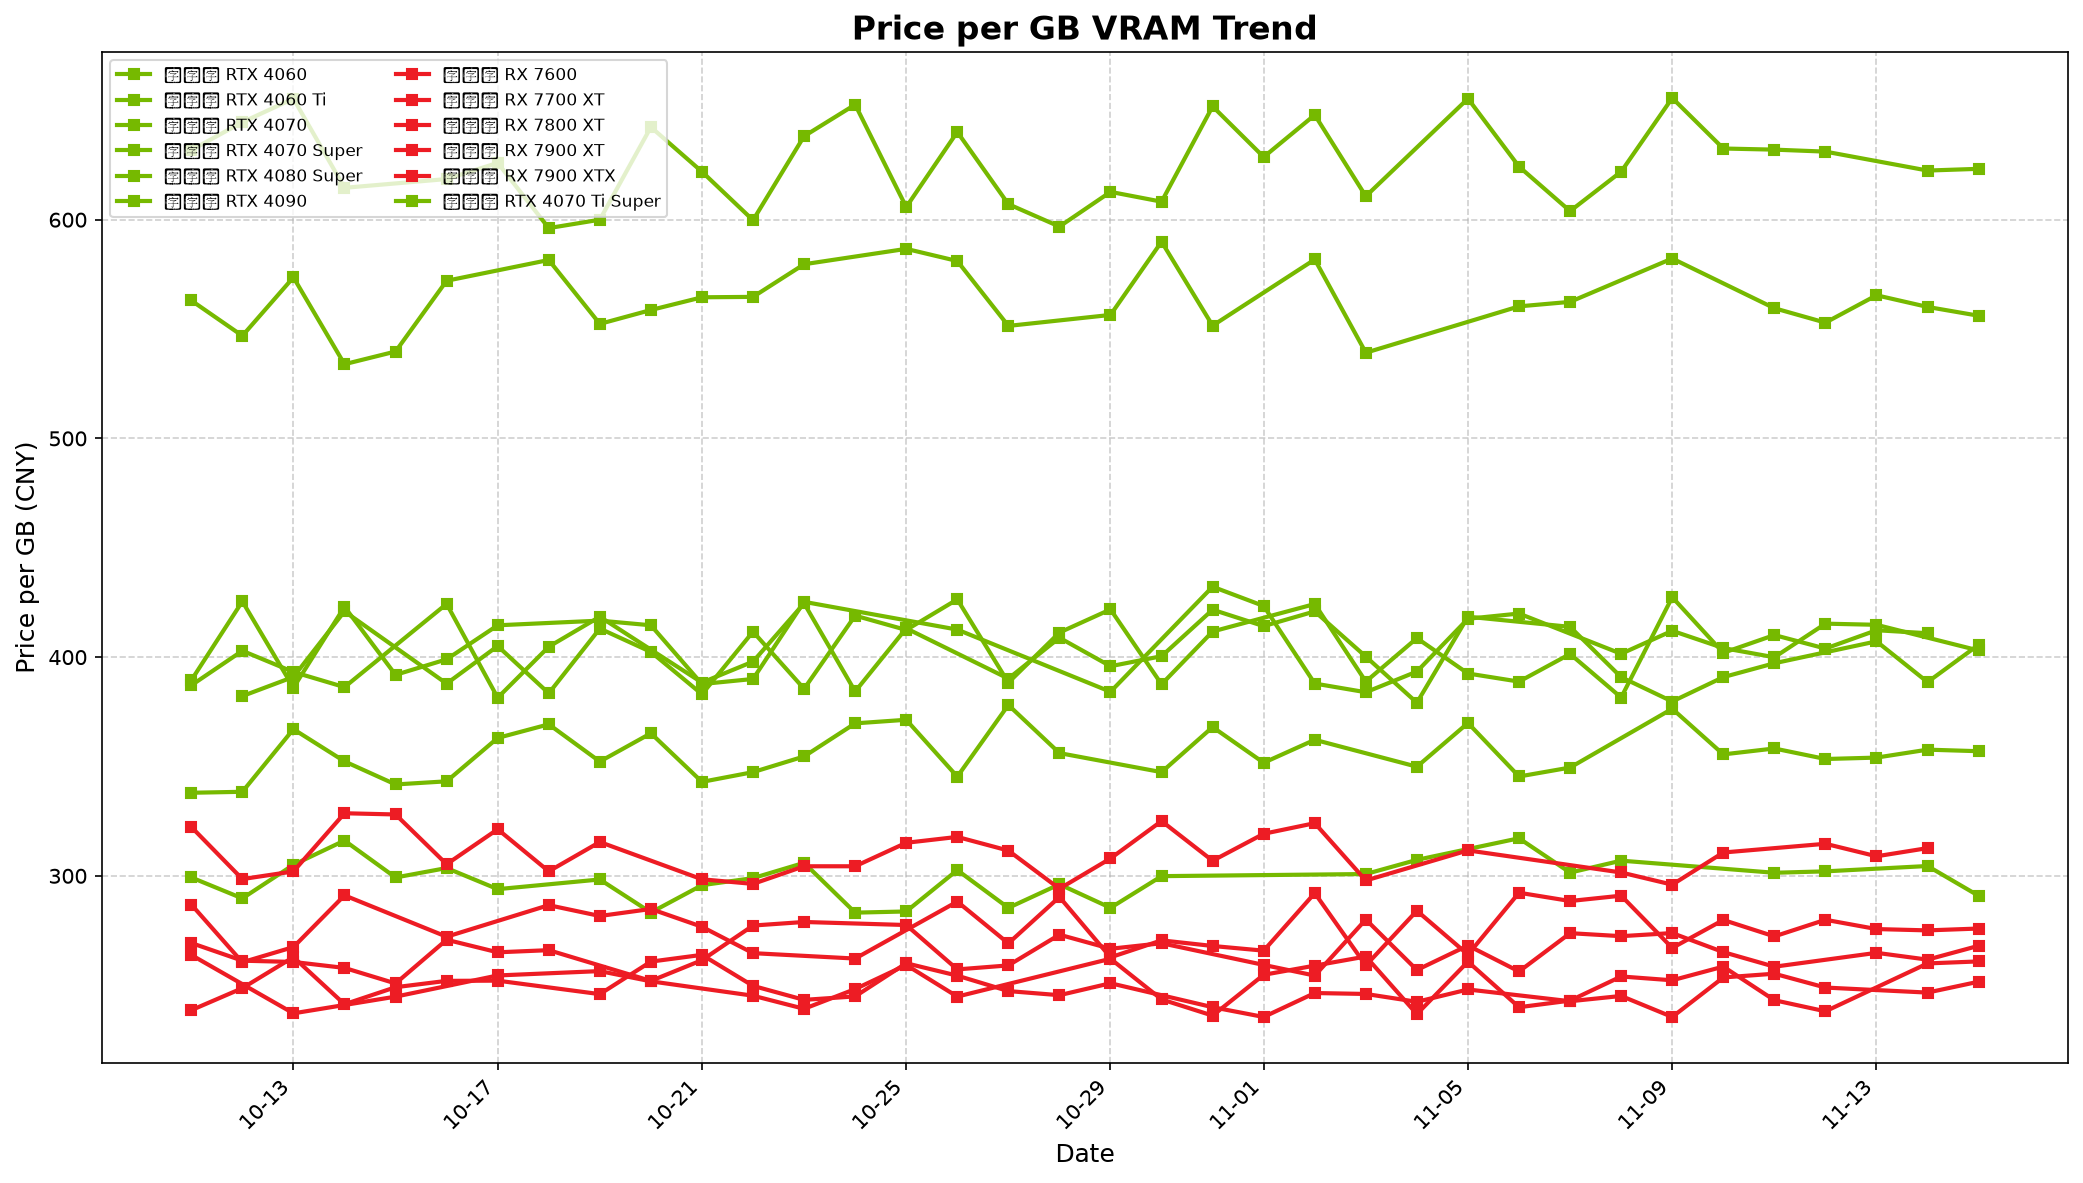 Price per GB VRAM Trend
RTX 4060
RTX 4060 Ti
RTX 4070
RTX 4070 Super
RTX 4080 Super
RTX 4090
RX 7600
RX 7700 XT
RX 7800 XT
RX 7900 XT
RX 7900 XTX
RTX 4070 Ti Super
600
500
400
300
Price per GB (CNY)
10-13
10-17
10-21
10-25
10-29
11-01
11-05
11-09
11-13
Date